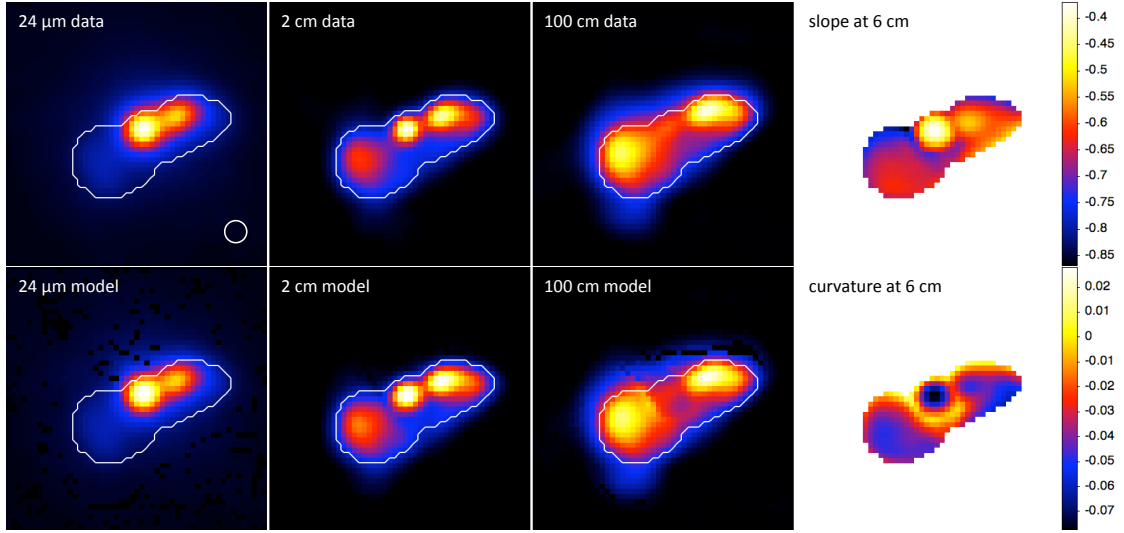 24 µm data
2 cm data
100 cm data
slope at 6 cm
-0.4
-0.45
-0.5
-0.55
-0.6
-0.65
-0.7
-0.75
-0.8
-0.85
24 µm model
2 cm model
100 cm model
curvature at 6 cm
0.02
0.01
0
-0.01
-0.02
-0.03
-0.04
-0.05
-0.06
-0.07